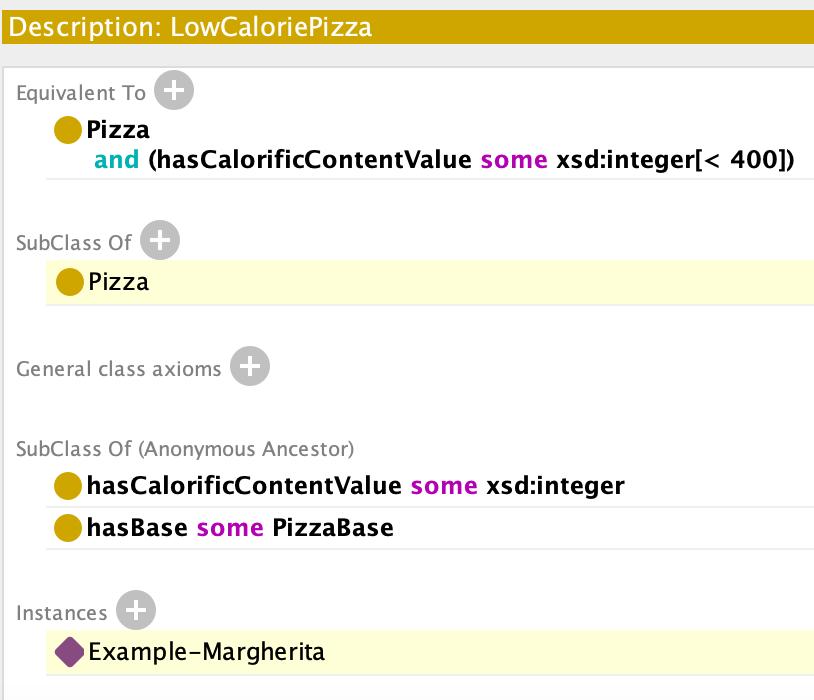 Description: LowCaloriePizza
Equivalent To
Pizza
and (hasCalorificContentValue some xsd:integer[< 400])
SubClass Of
Pizza
General class axioms
SubClass Of (Anonymous Ancestor)
hasCalorificContentValue some xsd:integer
hasBase some PizzaBase
Instances
Example-Margherita